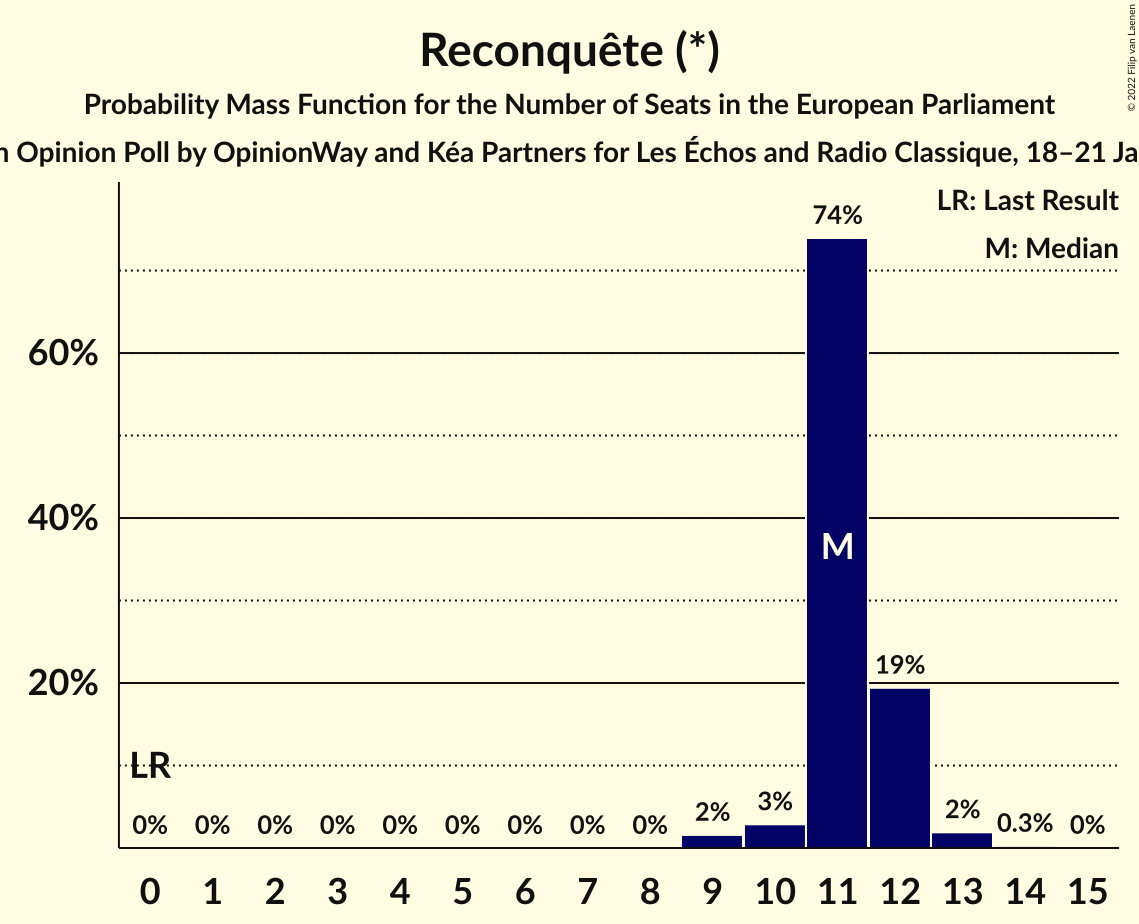 Reconquête (*)
Probability Mass Function for the Number of Seats in the European Parliament
Opinion Poll by OpinionWay and Kéa Partners for Les Échos and Radio Classique, 18–21 Ja
© 2022 Filip van Laenen
LR: Last Result
M: Median
74%
60%
40%
M
20%
19%
LR
0% 0% 0% 0% 0% 0% 0% 0% 0% 2% 3% 2% 0.3% 0%
0 1 2 3 4 5 6 7 8 9 10 11 12 13 14 15